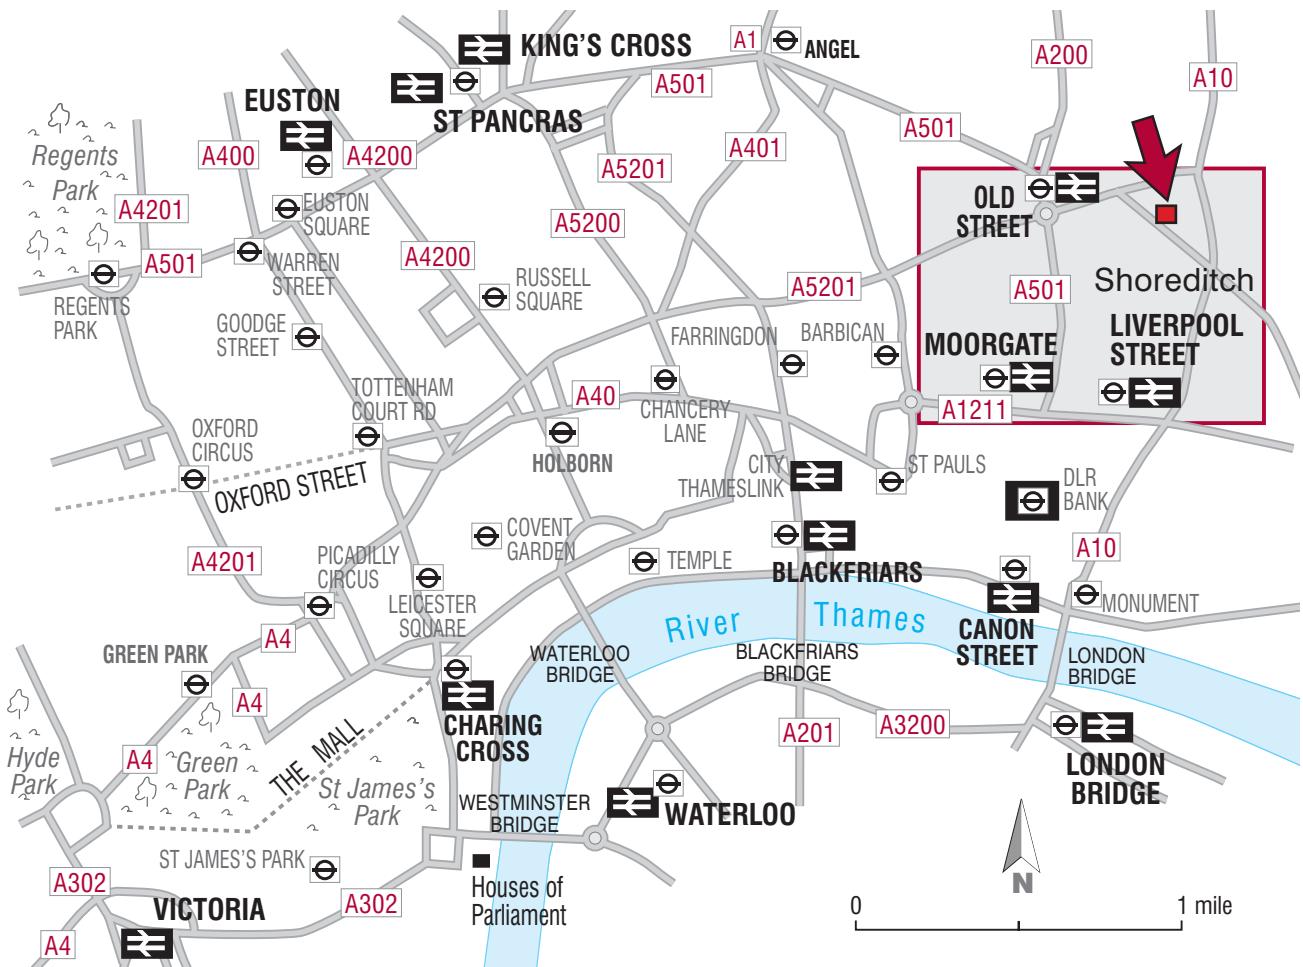 KING'S CROSS
A1
ANGEL
A200
A10
A501
EUSTON
ST PANCRAS
A501
Regents
Park
A400
A4200
A5201
A401
A4201
EUSTON
SQUARE
A5200
OLD
STREET
A501
WARREN
STREET
A4200
RUSSELL
SQUARE
A5201
A501
Shoreditch
REGENTS
PARK
GOODGE
STREET
FARRINGDON
BARBICAN
MOORGATE
LIVERPOOL
STREET
TOTTENHAM
COURT RD
A40
CHANCERY
LANE
A1211
OXFORD
CIRCUS
HOLBORN
CITY
THAMESLINK
ST PAULS
OXFORD STREET
DLR
BANK
COVENT
GARDEN
A4201
PICADILLY
CIRCUS
TEMPLE
BLACKFRIARS
A10
LEICESTER
SQUARE
River Thames
MONUMENT
A4
CANON
STREET
GREEN PARK
WATERLOO
BRIDGE
BLACKFRIARS
BRIDGE
LONDON
BRIDGE
A4
CHARING
CROSS
A201
A3200
THE MALL
Hyde
Park
A4
Green
Park
St James's
Park
LONDON
BRIDGE
WESTMINSTER
BRIDGE
WATERLOO
ST JAMES'S PARK
A302
A302
Houses of
Parliament
N
VICTORIA
0
1 mile
A4